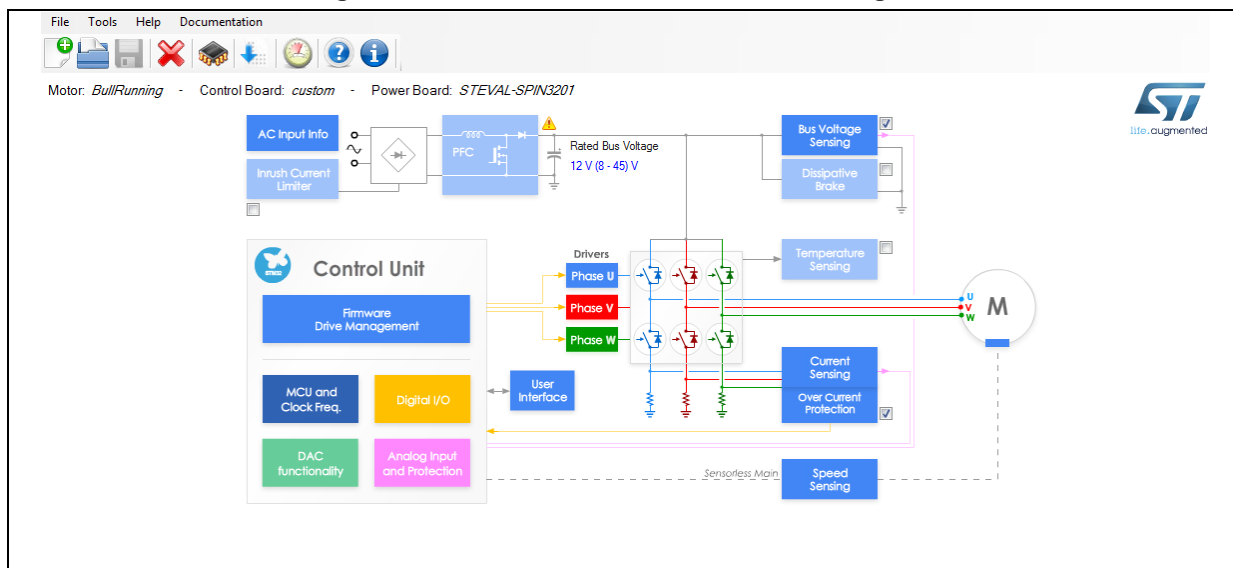 File Tools Help Documentation
Motor: BullRunning - Control Board: custom - Power Board: STEVAL-SPIN3201
life.augmented
AC Input Info
Inrush Current
Limiter
PFC
Rated Bus Voltage
12 V (8 - 45) V
Bus Voltage
Sensing
Dissipative
Brake
Temperature
Sensing
STM32
Control Unit
Firmware
Drive Management
MCU and
Clock Freq.
Digital I/O
DAC
functionality
Analog Input
and Protection
Drivers
Phase U
Phase V
Phase W
User
Interface
U
V
W
M
Current
Sensing
Over Current
Protection
Sensorless Main
Speed
Sensing